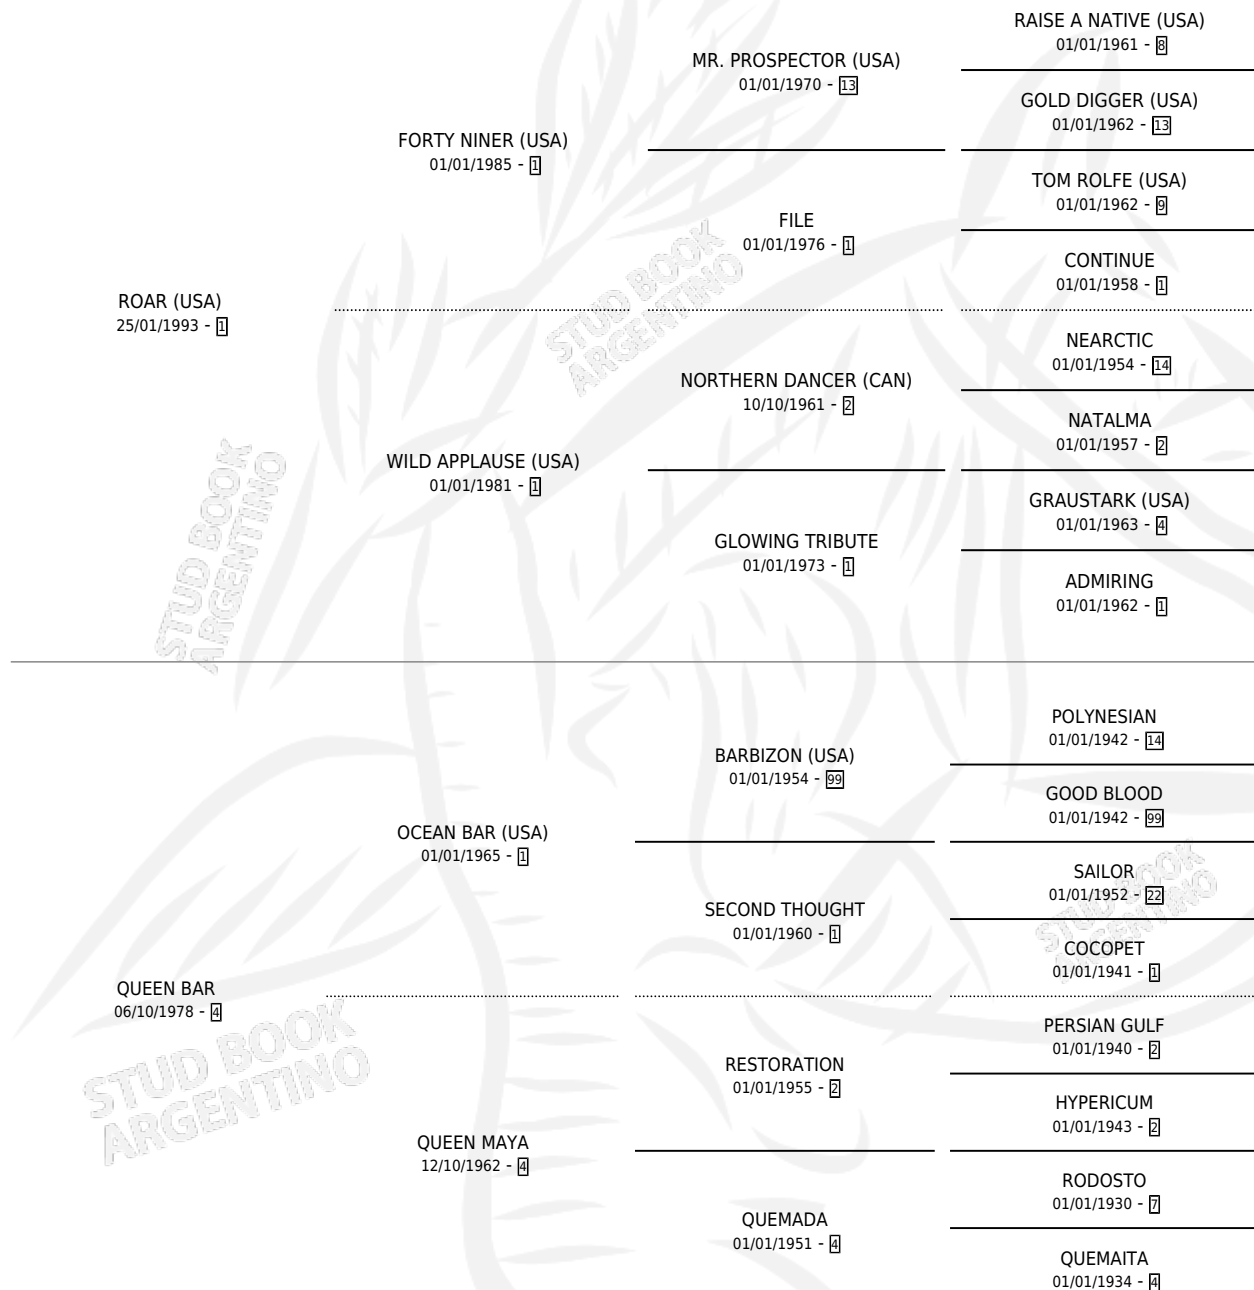 RAISE A NATIVE (USA)
01/01/1961 - 8
MR. PROSPECTOR (USA)
01/01/1970 - 13
GOLD DIGGER (USA)
01/01/1962 - 13
FORTY NINER (USA)
01/01/1985 - 1
TOM ROLFE (USA)
01/01/1962 - 9
FILE
01/01/1976 - 1
CONTINUE
01/01/1958 - 1
ROAR (USA)
25/01/1993 - 1
NEARCTIC
01/01/1954 - 14
NORTHERN DANCER (CAN)
10/10/1961 - 2
NATALMA
01/01/1957 - 2
WILD APPLAUSE (USA)
01/01/1981 - 1
GRAUSTARK (USA)
01/01/1963 - 4
GLOWING TRIBUTE
01/01/1973 - 1
ADMIRING
01/01/1962 - 1
STUD BOOK
ARGENTINO
STUD BOOK
ARGENTINO
POLYNESIAN
01/01/1942 - 14
BARBIZON (USA)
01/01/1954 - 99
GOOD BLOOD
01/01/1942 - 99
OCEAN BAR (USA)
01/01/1965 - 1
SAILOR
01/01/1952 - 22
SECOND THOUGHT
01/01/1960 - 1
COCOPET
01/01/1941 - 1
QUEEN BAR
06/10/1978 - 4
PERSIAN GULF
01/01/1940 - 2
RESTORATION
01/01/1955 - 2
HYPERICUM
01/01/1943 - 2
QUEEN MAYA
12/10/1962 - 4
RODOSTO
01/01/1930 - 7
QUEMADA
01/01/1951 - 4
QUEMAITA
01/01/1934 - 4
STUD BOOK
ARGENTINO
STUD BOOK
ARGENTINO